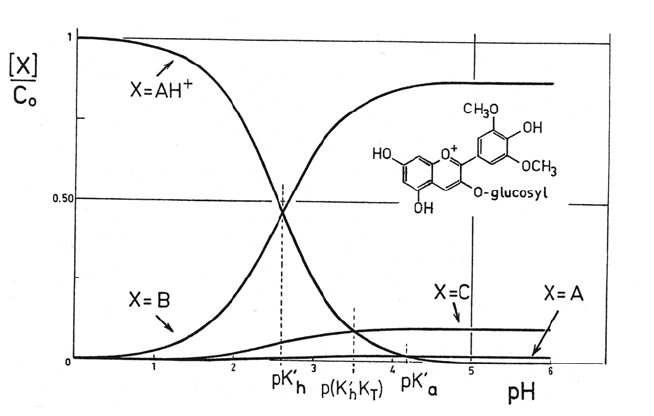 1
[X]
C₀
X=AH⁺
CH₃O
OH
HO
O⁺
OCH₃
O-glucosyl
OH
0.50
X=B
X=C
X=A
0
1
2
3
4
5
6
pK'h
p(K'hKT)
pK'a
pH